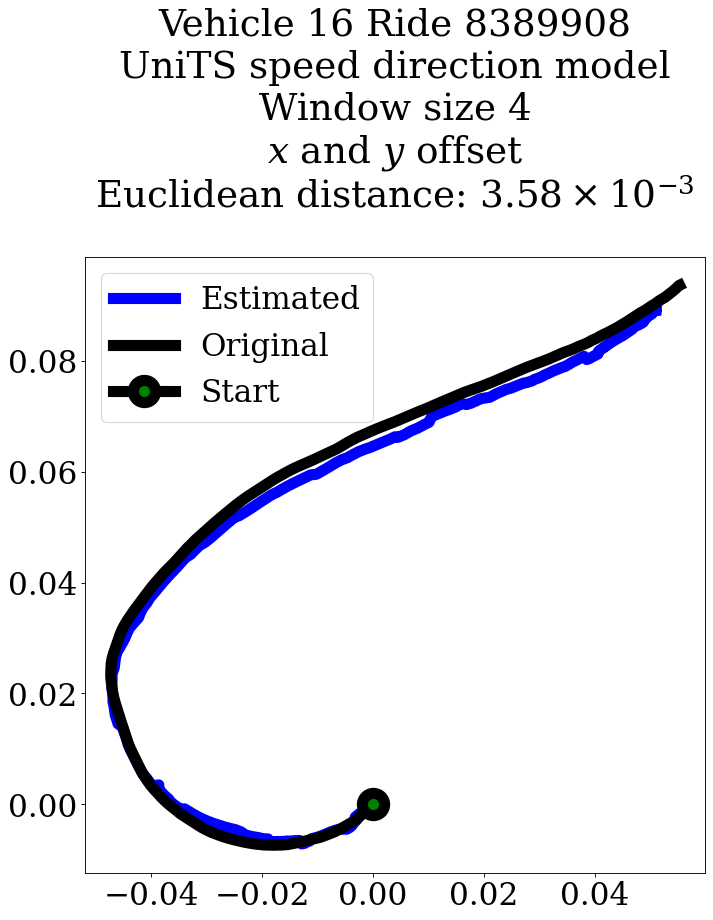 Vehicle 16 Ride 8389908
UniTS speed direction model
Window size 4
x and y offset
Euclidean distance: 3.58 × 10⁻³
Estimated
Original
Start
0.08
0.06
0.04
0.02
0.00
−0.04 −0.02 0.00 0.02 0.04